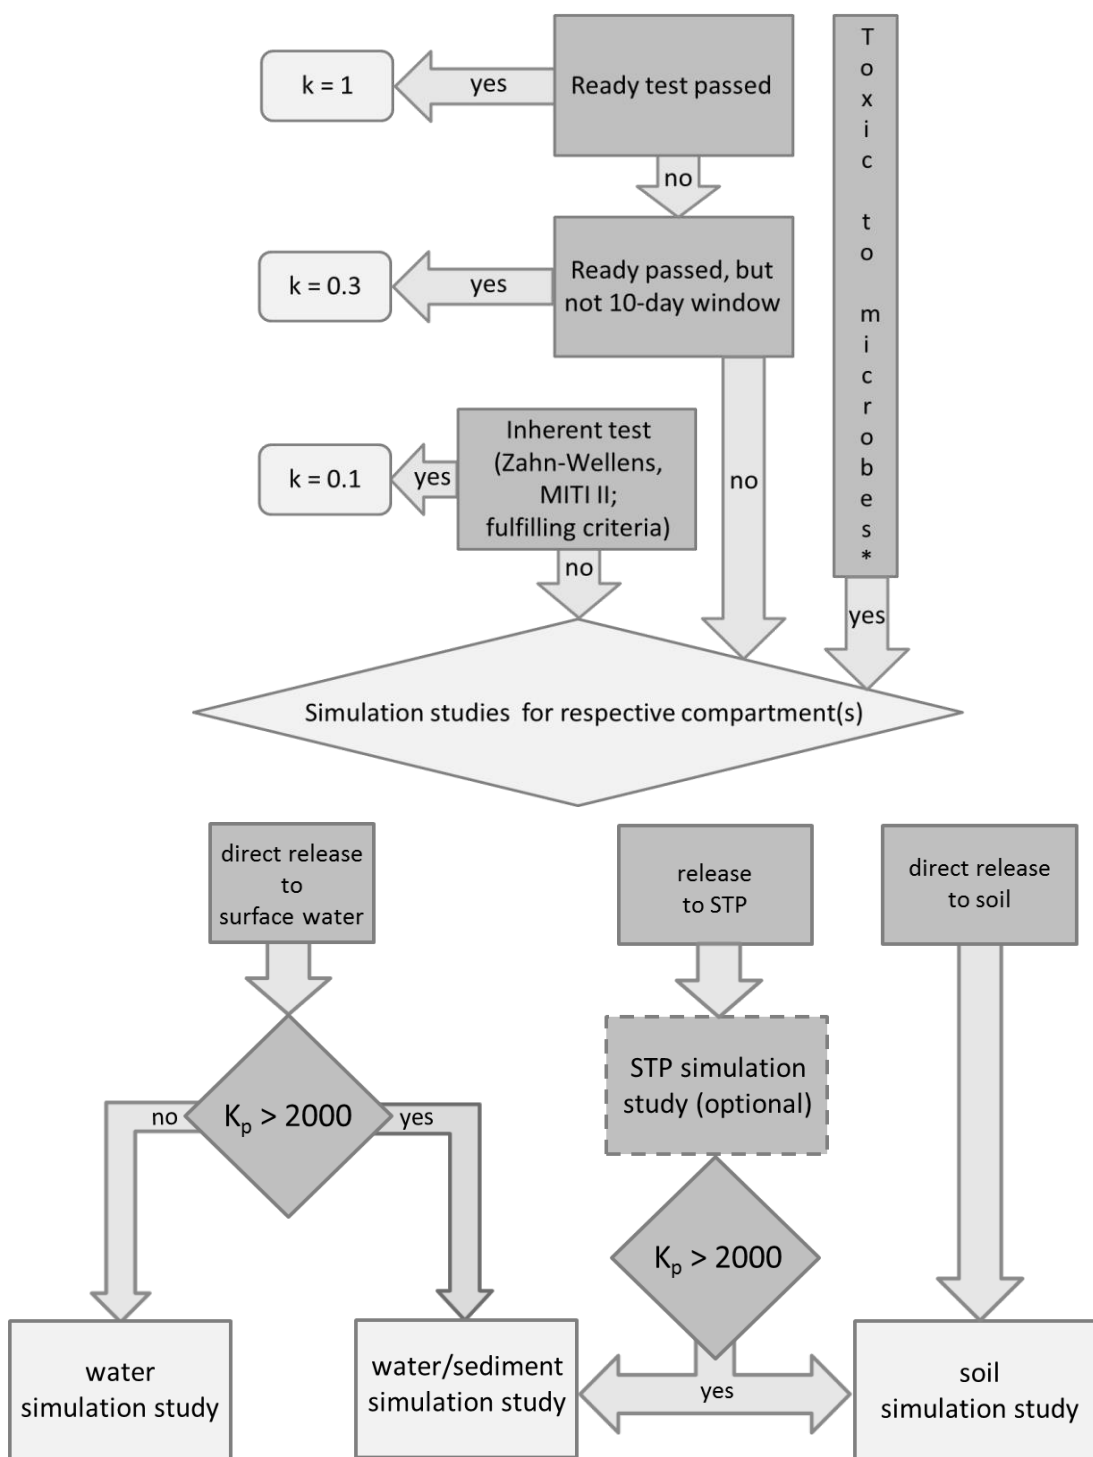 k = 1
yes
Ready test passed
no
k = 0.3
yes
Ready passed, but
not 10-day window
no
k = 0.1
yes
Inherent test
(Zahn-Wellens,
MITI II;
fulfilling criteria)
no
Toxic to microbes*
yes
Simulation studies for respective compartment(s)
direct release
to
surface water
release
to STP
direct release
to soil
STP simulation
study (optional)
no
Kp > 2000
yes
Kp > 2000
yes
water
simulation study
water/sediment
simulation study
soil
simulation study